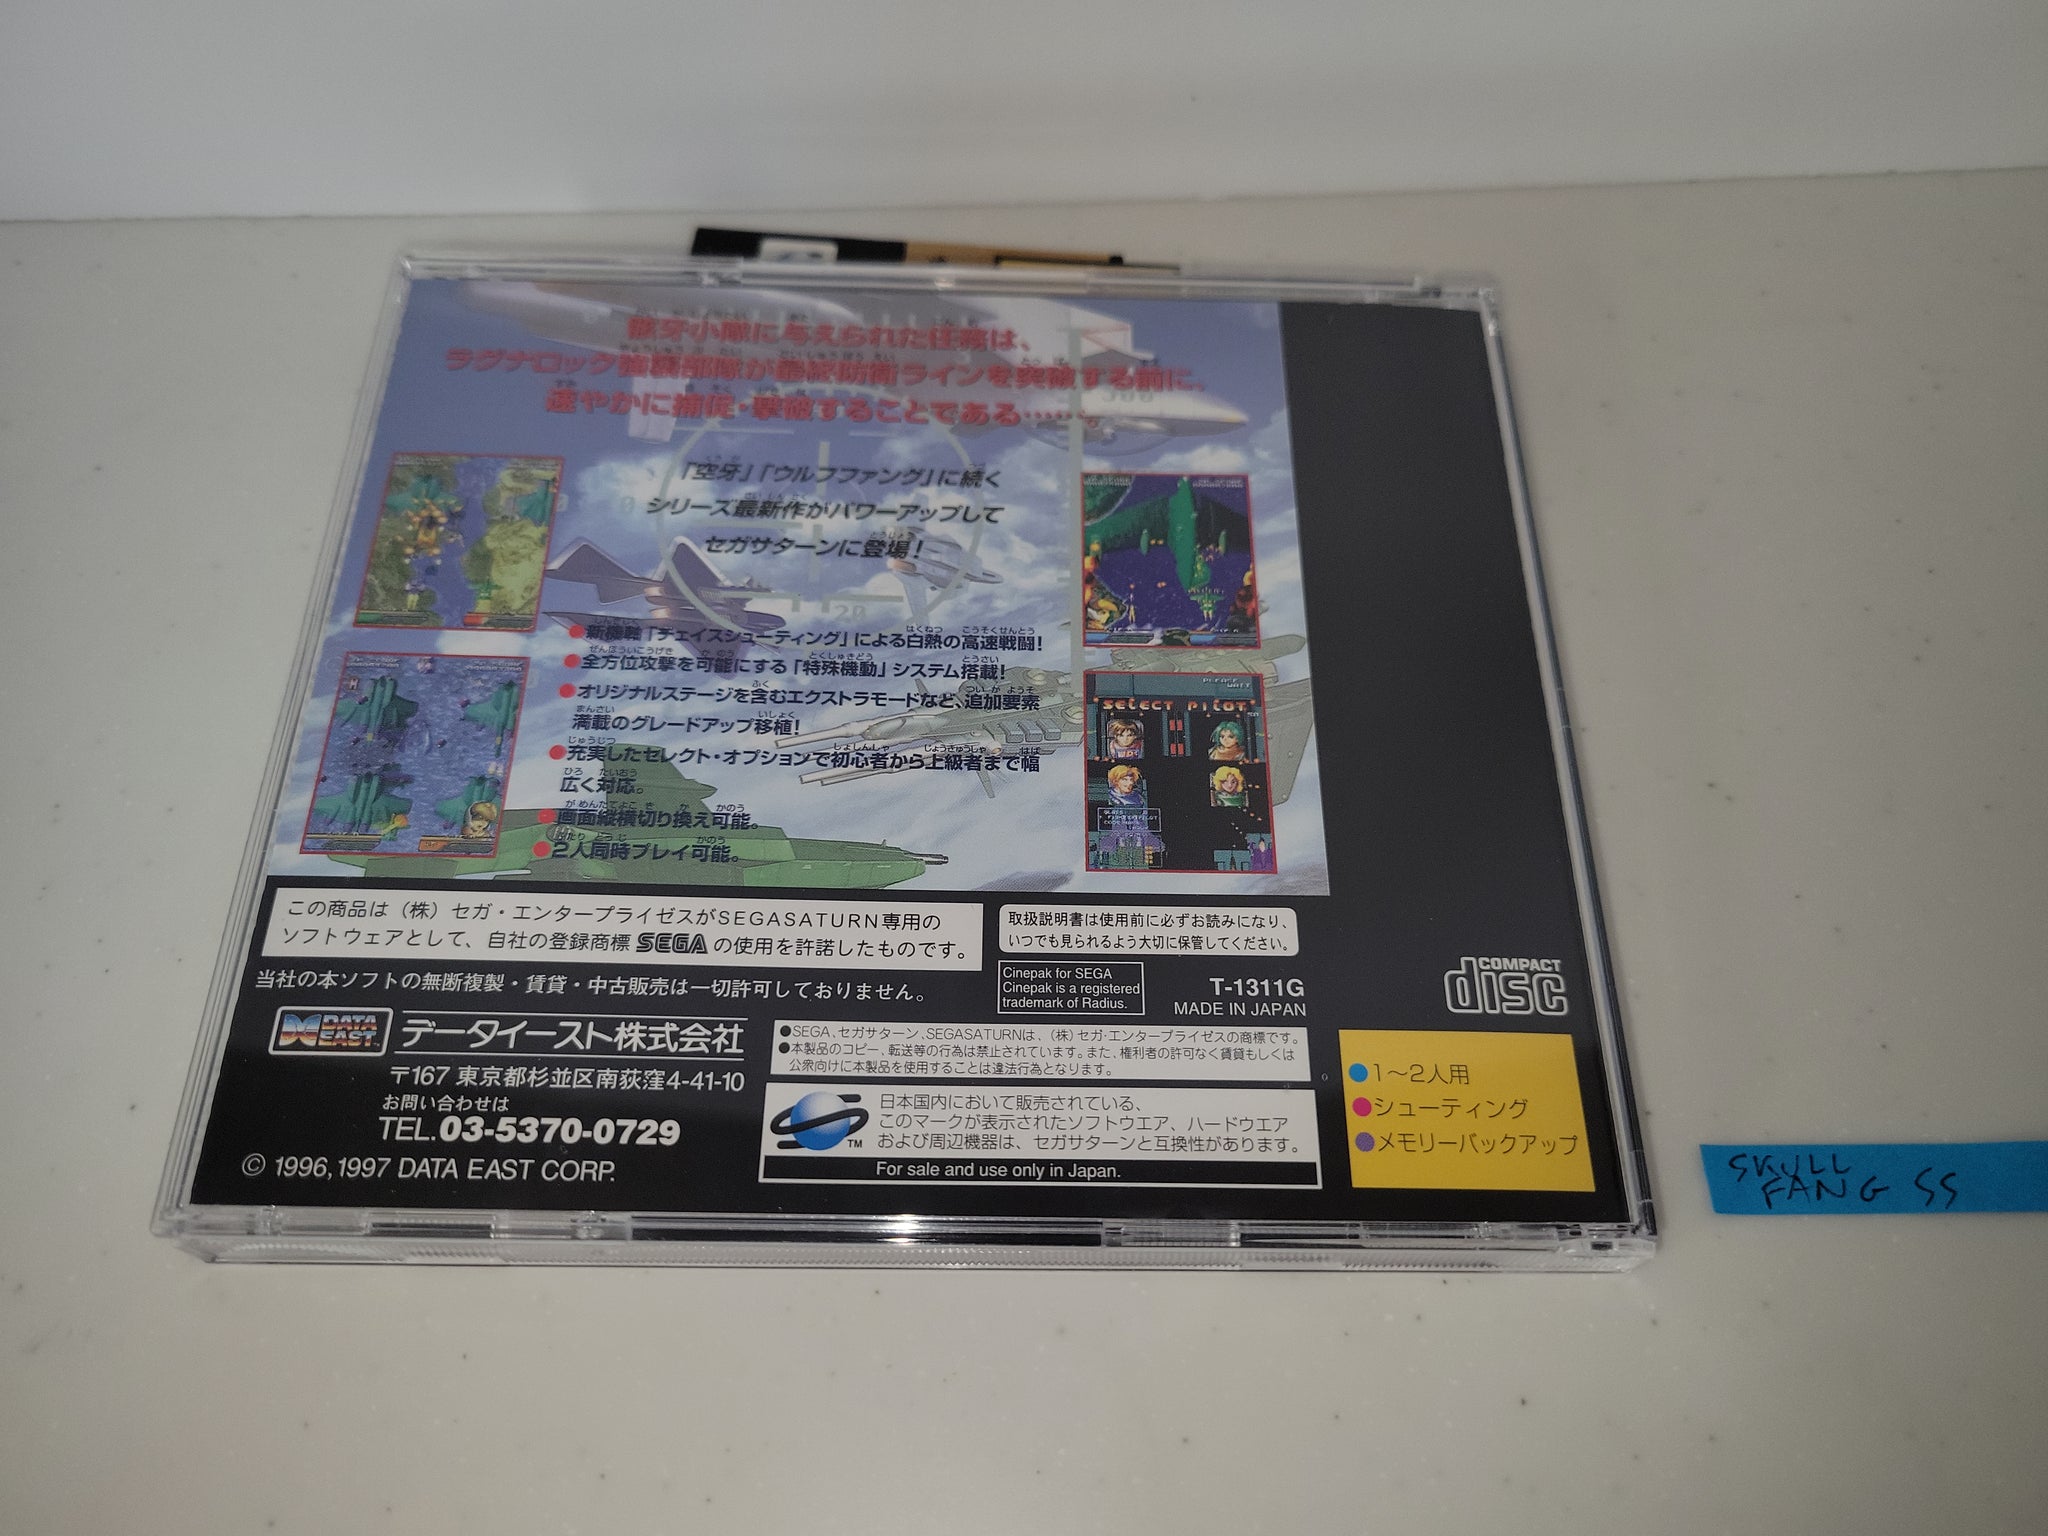 骸牙小隊に与えられた任務は、
ラグナロック強襲部隊が最終防衛ラインを突破する前に、
速やかに捕捉・撃破することである……。
「空牙」「ウルフファング」に続く
シリーズ最新作がパワーアップして
セガサターンに登場！
●新機軸「チェイスシューティング」による白熱の高速戦闘！
●全方位攻撃を可能にする「特殊機動」システム搭載！
●オリジナルステージを含むエクストラモードなど、追加要素
満載のグレードアップ移植！
●充実したセレクト・オプションで初心者から上級者まで幅
広く対応。
●画面縦横切り換え可能。
●2人同時プレイ可能。
PLEASE WAIT
SELECT PILOT
この商品は（株）セガ・エンタープライゼスがSEGASATURN専用の
ソフトウェアとして、自社の登録商標 SEGA の使用を許諾したものです。
取扱説明書は使用前に必ずお読みになり、
いつでも見られるよう大切に保管してください。
当社の本ソフトの無断複製・賃貸・中古販売は一切許可しておりません。
Cinepak for SEGA
Cinepak is a registered
trademark of Radius.
T-1311G
MADE IN JAPAN
COMPACT
disc
DATA EAST
データイースト株式会社
〒167 東京都杉並区南荻窪4-41-10
お問い合わせは
TEL.03-5370-0729
© 1996,1997 DATA EAST CORP.
●SEGA、セガサターン、SEGASATURNは、（株）セガ・エンタープライゼスの商標です。
●本製品のコピー、転送等の行為は禁止されています。また、権利者の許可なく賃貸もしくは
公衆向けに本製品を使用することは違法行為となります。
TM
日本国内において販売されている、
このマークが表示されたソフトウエア、ハードウエア
および周辺機器は、セガサターンと互換性があります。
For sale and use only in Japan.
●1～2人用
●シューティング
●メモリーバックアップ
SKULL
FANG SS